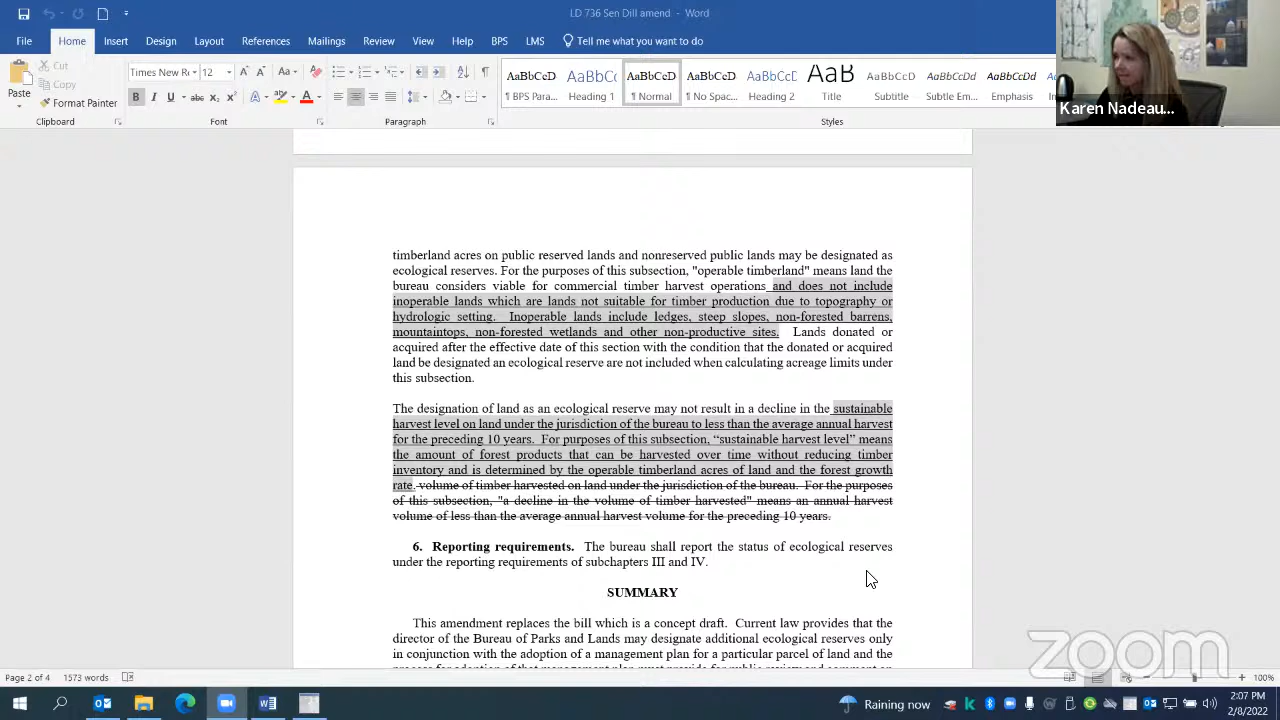 LD 736 Sen Dill amend - Word
File Home Insert Design Layout References Mailings Review View Help BPS LMS Tell me what you want to do
Paste Cut Copy Format Painter
Times New Ro 12
AaBbCcD AaBbCc AaBbCcD AaBbCcD AaBbCcD AaB AaBbCcD AaBbCcDd AaBbCcDd
¶ BPS Para... Heading 1 ¶ Normal ¶ No Spac... Heading 2 Title Subtitle Subtle Em... Emphasis
Font Paragraph Styles
Karen Nadeau...
timberland acres on public reserved lands and nonreserved public lands may be designated as
ecological reserves. For the purposes of this subsection, "operable timberland" means land the
bureau considers viable for commercial timber harvest operations and does not include
inoperable lands which are lands not suitable for timber production due to topography or
hydrologic setting. Inoperable lands include ledges, steep slopes, non-forested barrens,
mountaintops, non-forested wetlands and other non-productive sites. Lands donated or
acquired after the effective date of this section with the condition that the donated or acquired
land be designated an ecological reserve are not included when calculating acreage limits under
this subsection.
The designation of land as an ecological reserve may not result in a decline in the sustainable
harvest level on land under the jurisdiction of the bureau to less than the average annual harvest
for the preceding 10 years. For purposes of this subsection, “sustainable harvest level” means
the amount of forest products that can be harvested over time without reducing timber
inventory and is determined by the operable timberland acres of land and the forest growth
rate. volume of timber harvested on land under the jurisdiction of the bureau. For the purposes
of this subsection, "a decline in the volume of timber harvested" means an annual harvest
volume of less than the average annual harvest volume for the preceding 10 years.
6. Reporting requirements. The bureau shall report the status of ecological reserves
under the reporting requirements of subchapters III and IV.
SUMMARY
This amendment replaces the bill which is a concept draft. Current law provides that the
director of the Bureau of Parks and Lands may designate additional ecological reserves only
in conjunction with the adoption of a management plan for a particular parcel of land and the
zoom
Page 2 of 4 1573 words 100%
Raining now 2:07 PM
2/8/2022